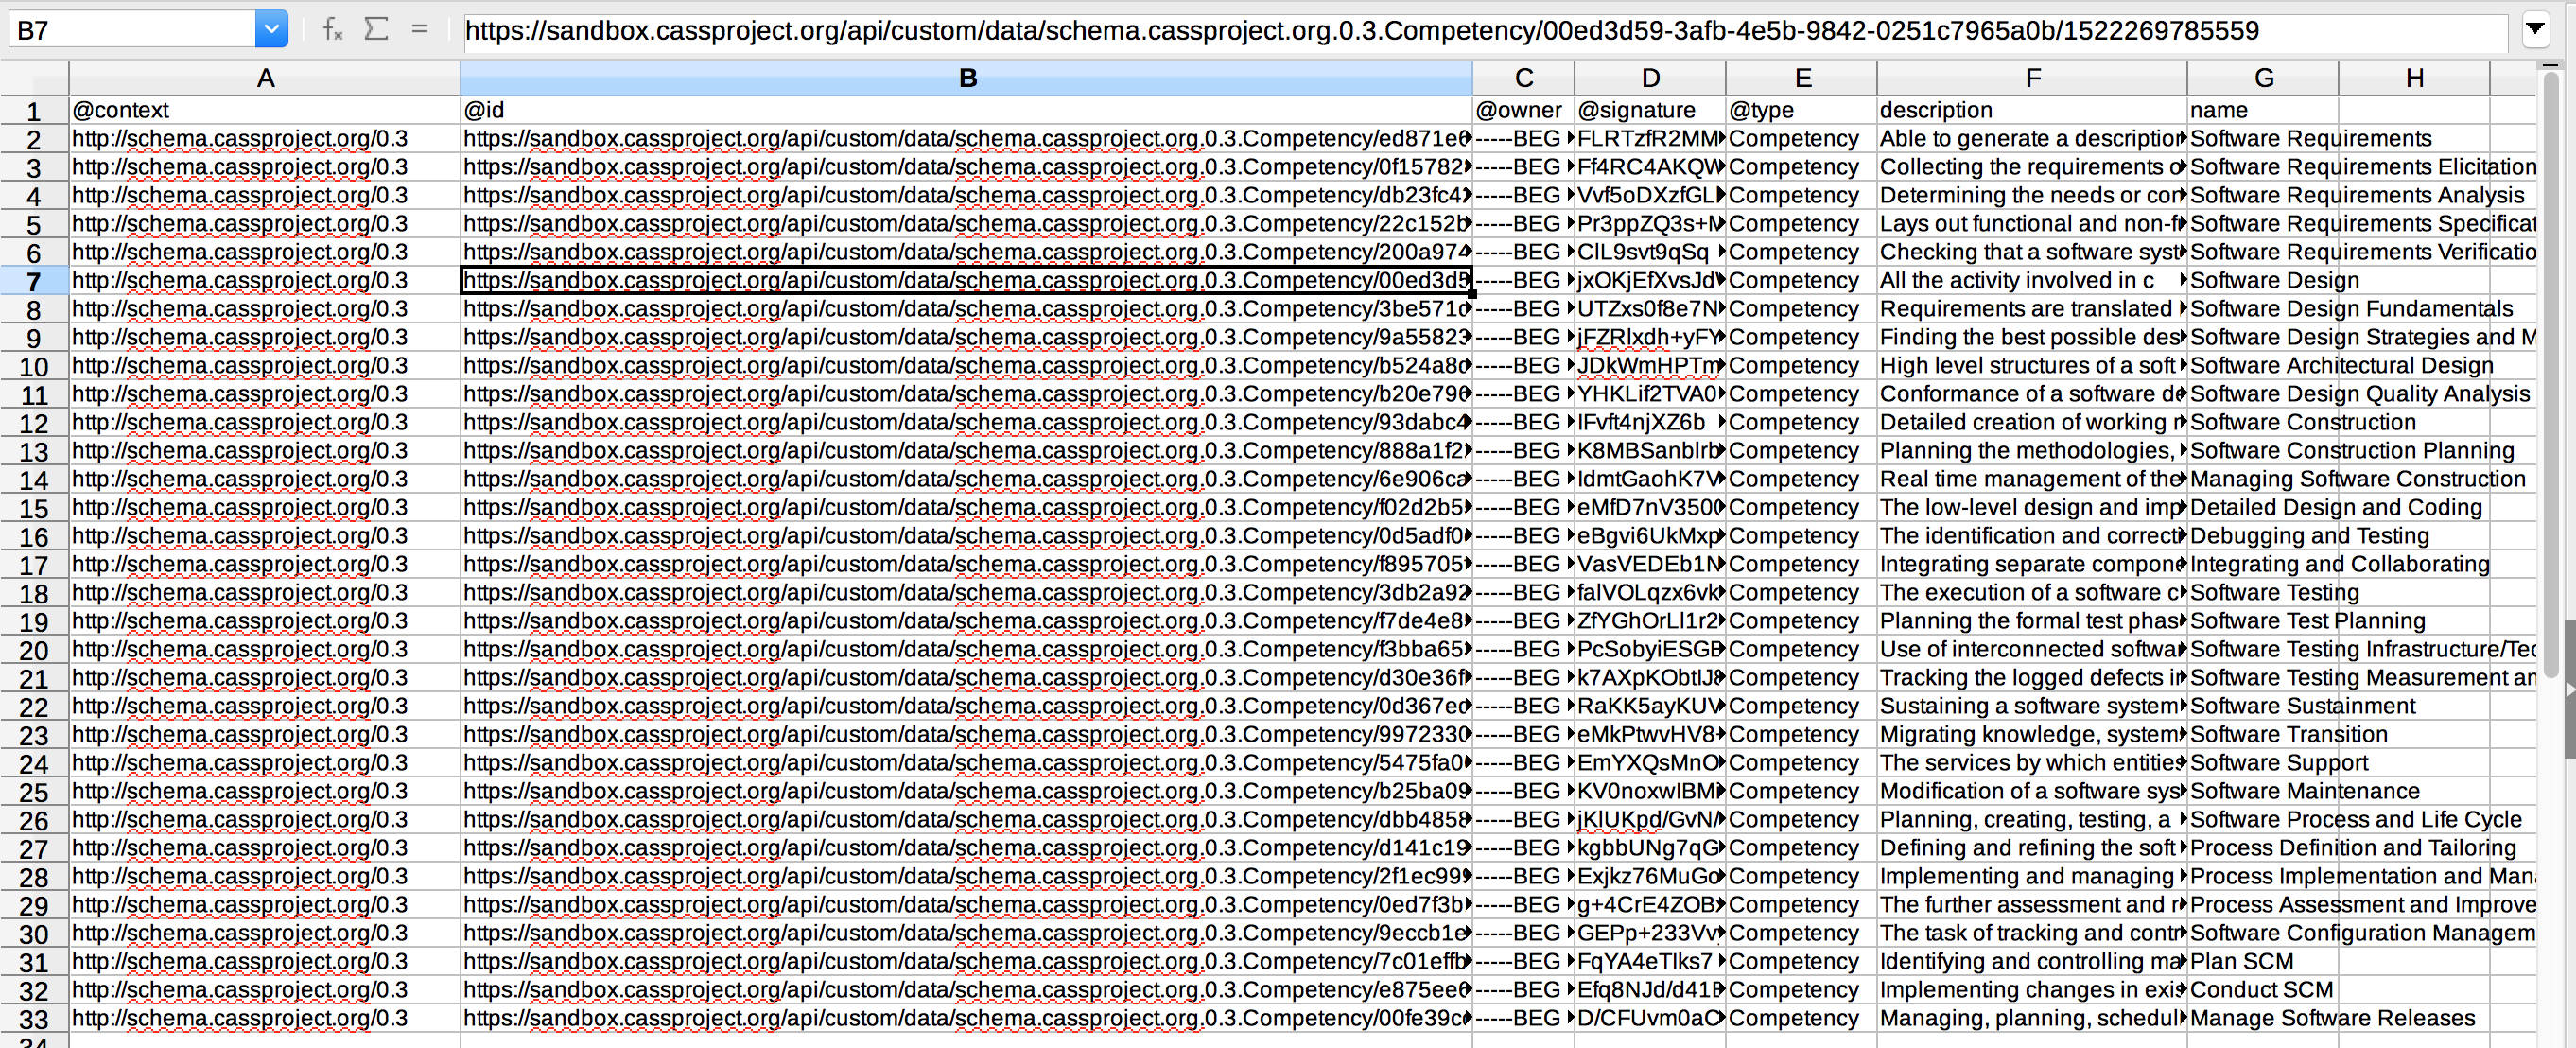 B7 fx Σ = https://sandbox.cassproject.org/api/custom/data/schema.cassproject.org.0.3.Competency/00ed3d59-3afb-4e5b-9842-0251c7965a0b/1522269785559
A B C D E F G H
1 @context @id @owner @signature @type description name
2 http://schema.cassproject.org/0.3 https://sandbox.cassproject.org/api/custom/data/schema.cassproject.org.0.3.Competency/ed871e -----BEG FLRTzfR2MM Competency Able to generate a description Software Requirements
3 http://schema.cassproject.org/0.3 https://sandbox.cassproject.org/api/custom/data/schema.cassproject.org.0.3.Competency/0f15782 -----BEG Ff4RC4AKQW Competency Collecting the requirements o Software Requirements Elicitation
4 http://schema.cassproject.org/0.3 https://sandbox.cassproject.org/api/custom/data/schema.cassproject.org.0.3.Competency/db23fc4 -----BEG Vvf5oDXzfGL Competency Determining the needs or con Software Requirements Analysis
5 http://schema.cassproject.org/0.3 https://sandbox.cassproject.org/api/custom/data/schema.cassproject.org.0.3.Competency/22c152b -----BEG Pr3ppZQ3s+M Competency Lays out functional and non-f Software Requirements Specificat
6 http://schema.cassproject.org/0.3 https://sandbox.cassproject.org/api/custom/data/schema.cassproject.org.0.3.Competency/200a974 -----BEG ClL9svt9qSq Competency Checking that a software syst Software Requirements Verificatio
7 http://schema.cassproject.org/0.3 https://sandbox.cassproject.org/api/custom/data/schema.cassproject.org.0.3.Competency/00ed3d5 -----BEG jxOKjEfXvsJd Competency All the activity involved in c Software Design
8 http://schema.cassproject.org/0.3 https://sandbox.cassproject.org/api/custom/data/schema.cassproject.org.0.3.Competency/3be571 -----BEG UTZxs0f8e7N Competency Requirements are translated Software Design Fundamentals
9 http://schema.cassproject.org/0.3 https://sandbox.cassproject.org/api/custom/data/schema.cassproject.org.0.3.Competency/9a55823 -----BEG jFZRlxdh+yFY Competency Finding the best possible des Software Design Strategies and M
10 http://schema.cassproject.org/0.3 https://sandbox.cassproject.org/api/custom/data/schema.cassproject.org.0.3.Competency/b524a8 -----BEG JDkWmHPTm Competency High level structures of a soft Software Architectural Design
11 http://schema.cassproject.org/0.3 https://sandbox.cassproject.org/api/custom/data/schema.cassproject.org.0.3.Competency/b20e79 -----BEG YHKLif2TVA0 Competency Conformance of a software de Software Design Quality Analysis
12 http://schema.cassproject.org/0.3 https://sandbox.cassproject.org/api/custom/data/schema.cassproject.org.0.3.Competency/93dabc4 -----BEG lFvft4njXZ6b Competency Detailed creation of working Software Construction
13 http://schema.cassproject.org/0.3 https://sandbox.cassproject.org/api/custom/data/schema.cassproject.org.0.3.Competency/888a1f2 -----BEG K8MBSanblrb Competency Planning the methodologies, Software Construction Planning
14 http://schema.cassproject.org/0.3 https://sandbox.cassproject.org/api/custom/data/schema.cassproject.org.0.3.Competency/6e906ca -----BEG ldmtGaohK7V Competency Real time management of the Managing Software Construction
15 http://schema.cassproject.org/0.3 https://sandbox.cassproject.org/api/custom/data/schema.cassproject.org.0.3.Competency/f02d2b5 -----BEG eMfD7nV350 Competency The low-level design and imp Detailed Design and Coding
16 http://schema.cassproject.org/0.3 https://sandbox.cassproject.org/api/custom/data/schema.cassproject.org.0.3.Competency/0d5adf0 -----BEG eBgvi6UkMxp Competency The identification and correct Debugging and Testing
17 http://schema.cassproject.org/0.3 https://sandbox.cassproject.org/api/custom/data/schema.cassproject.org.0.3.Competency/f895705 -----BEG VasVEDEb1N Competency Integrating separate compone Integrating and Collaborating
18 http://schema.cassproject.org/0.3 https://sandbox.cassproject.org/api/custom/data/schema.cassproject.org.0.3.Competency/3db2a92 -----BEG falVOLqzx6vk Competency The execution of a software c Software Testing
19 http://schema.cassproject.org/0.3 https://sandbox.cassproject.org/api/custom/data/schema.cassproject.org.0.3.Competency/f7de4e8 -----BEG ZfYGhOrLl1r2 Competency Planning the formal test phas Software Test Planning
20 http://schema.cassproject.org/0.3 https://sandbox.cassproject.org/api/custom/data/schema.cassproject.org.0.3.Competency/f3bba65 -----BEG PcSobyiESGE Competency Use of interconnected softwa Software Testing Infrastructure/Tec
21 http://schema.cassproject.org/0.3 https://sandbox.cassproject.org/api/custom/data/schema.cassproject.org.0.3.Competency/d30e36f -----BEG k7AXpKObtlJ8 Competency Tracking the logged defects i Software Testing Measurement an
22 http://schema.cassproject.org/0.3 https://sandbox.cassproject.org/api/custom/data/schema.cassproject.org.0.3.Competency/0d367e -----BEG RaKK5ayKUV Competency Sustaining a software system Software Sustainment
23 http://schema.cassproject.org/0.3 https://sandbox.cassproject.org/api/custom/data/schema.cassproject.org.0.3.Competency/9972330 -----BEG eMkPtwvHV8 Competency Migrating knowledge, system Software Transition
24 http://schema.cassproject.org/0.3 https://sandbox.cassproject.org/api/custom/data/schema.cassproject.org.0.3.Competency/5475fa0 -----BEG EmYXQsMnO Competency The services by which entitie Software Support
25 http://schema.cassproject.org/0.3 https://sandbox.cassproject.org/api/custom/data/schema.cassproject.org.0.3.Competency/b25ba09 -----BEG KV0noxwlBM Competency Modification of a software sys Software Maintenance
26 http://schema.cassproject.org/0.3 https://sandbox.cassproject.org/api/custom/data/schema.cassproject.org.0.3.Competency/dbb4858 -----BEG jKlUKpd/GvN/ Competency Planning, creating, testing, a Software Process and Life Cycle
27 http://schema.cassproject.org/0.3 https://sandbox.cassproject.org/api/custom/data/schema.cassproject.org.0.3.Competency/d141c19 -----BEG kgbbUNg7qG Competency Defining and refining the soft Process Definition and Tailoring
28 http://schema.cassproject.org/0.3 https://sandbox.cassproject.org/api/custom/data/schema.cassproject.org.0.3.Competency/2f1ec99 -----BEG Exjkz76MuGo Competency Implementing and managing Process Implementation and Man
29 http://schema.cassproject.org/0.3 https://sandbox.cassproject.org/api/custom/data/schema.cassproject.org.0.3.Competency/0ed7f3b -----BEG g+4CrE4ZOB Competency The further assessment and r Process Assessment and Improve
30 http://schema.cassproject.org/0.3 https://sandbox.cassproject.org/api/custom/data/schema.cassproject.org.0.3.Competency/9eccb1e -----BEG GEPp+233Vv Competency The task of tracking and contr Software Configuration Managem
31 http://schema.cassproject.org/0.3 https://sandbox.cassproject.org/api/custom/data/schema.cassproject.org.0.3.Competency/7c01effb -----BEG FqYA4eTIks7 Competency Identifying and controlling ma Plan SCM
32 http://schema.cassproject.org/0.3 https://sandbox.cassproject.org/api/custom/data/schema.cassproject.org.0.3.Competency/e875ee -----BEG Efq8NJd/d41 Competency Implementing changes in exis Conduct SCM
33 http://schema.cassproject.org/0.3 https://sandbox.cassproject.org/api/custom/data/schema.cassproject.org.0.3.Competency/00fe39c -----BEG D/CFUvm0aC Competency Managing, planning, schedul Manage Software Releases
34